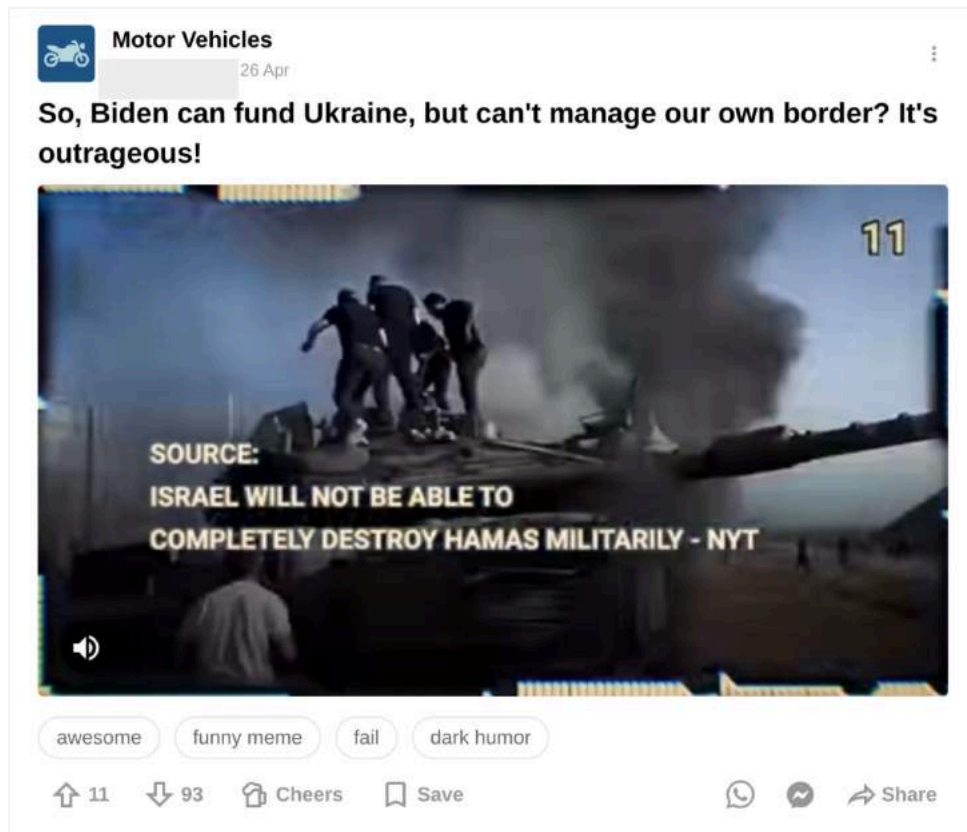 Motor Vehicles
26 Apr
So, Biden can fund Ukraine, but can't manage our own border? It's
outrageous!
11
SOURCE:
ISRAEL WILL NOT BE ABLE TO
COMPLETELY DESTROY HAMAS MILITARILY - NYT
awesome
funny meme
fail
dark humor
11
93
Cheers
Save
Share